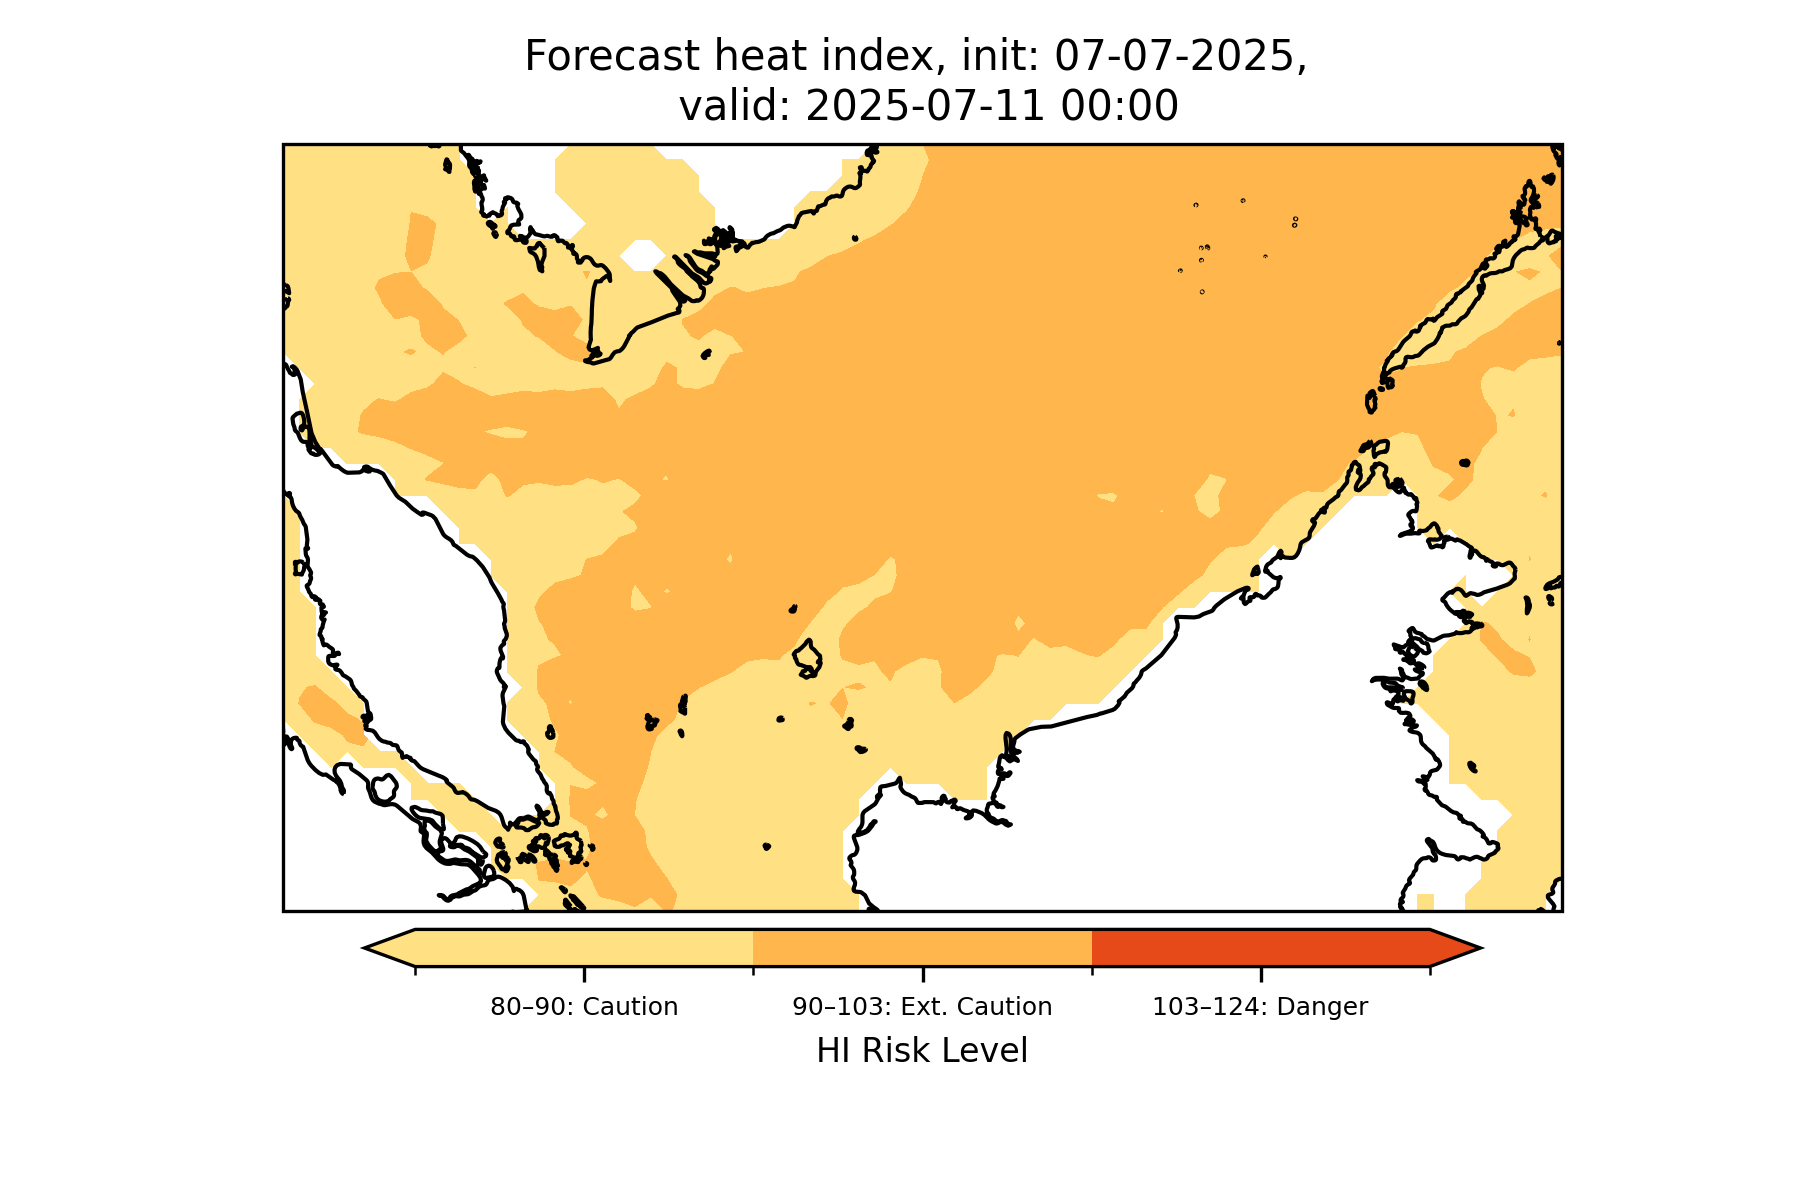 Forecast heat index, init: 07-07-2025,
valid: 2025-07-11 00:00
80–90: Caution
90–103: Ext. Caution
103–124: Danger
HI Risk Level